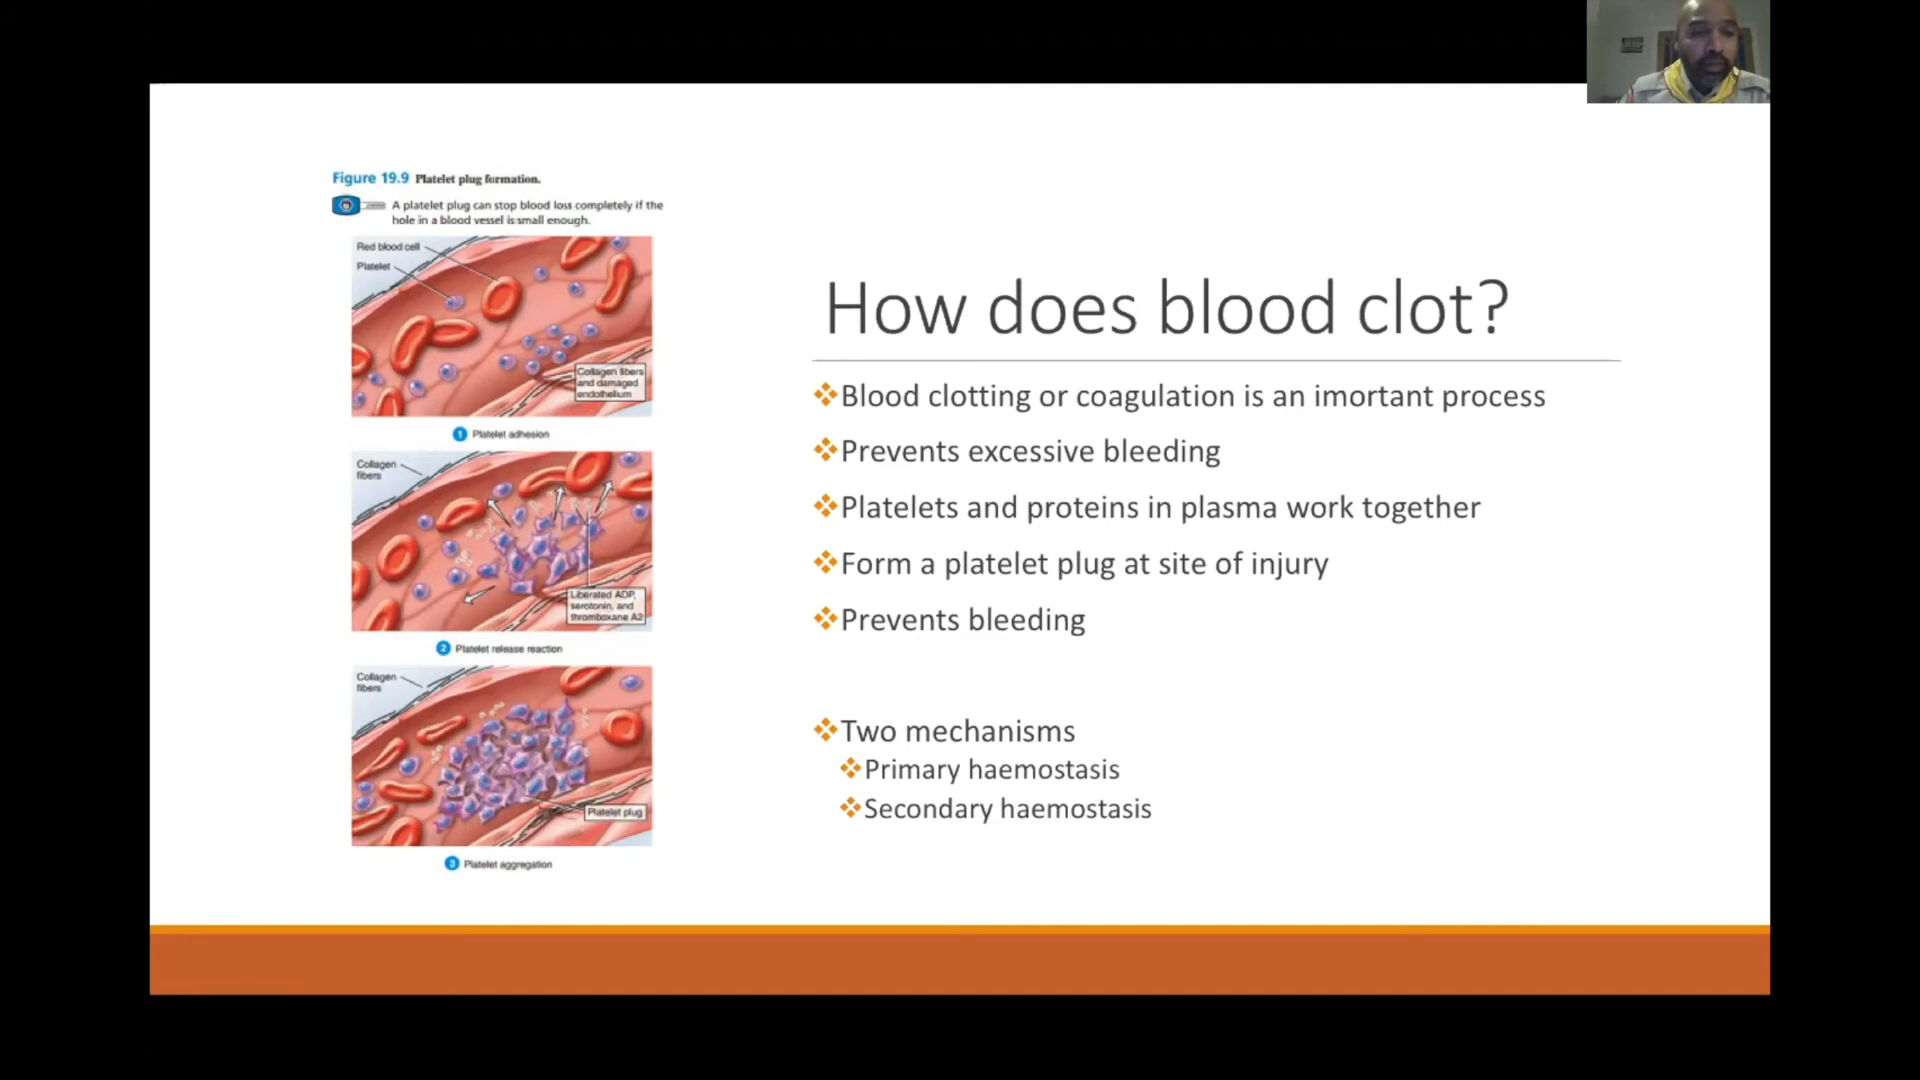 Figure 19.9 Platelet plug formation.
A platelet plug can stop blood loss completely if the
hole in a blood vessel is small enough.
Red blood cell
Platelet
Collagen fibers
and damaged
endothelium
1 Platelet adhesion
Collagen
fibers
Liberated ADP,
serotonin, and
thromboxane A2
2 Platelet release reaction
Collagen
fibers
Platelet plug
3 Platelet aggregation
How does blood clot?
Blood clotting or coagulation is an imortant process
Prevents excessive bleeding
Platelets and proteins in plasma work together
Form a platelet plug at site of injury
Prevents bleeding
Two mechanisms
Primary haemostasis
Secondary haemostasis